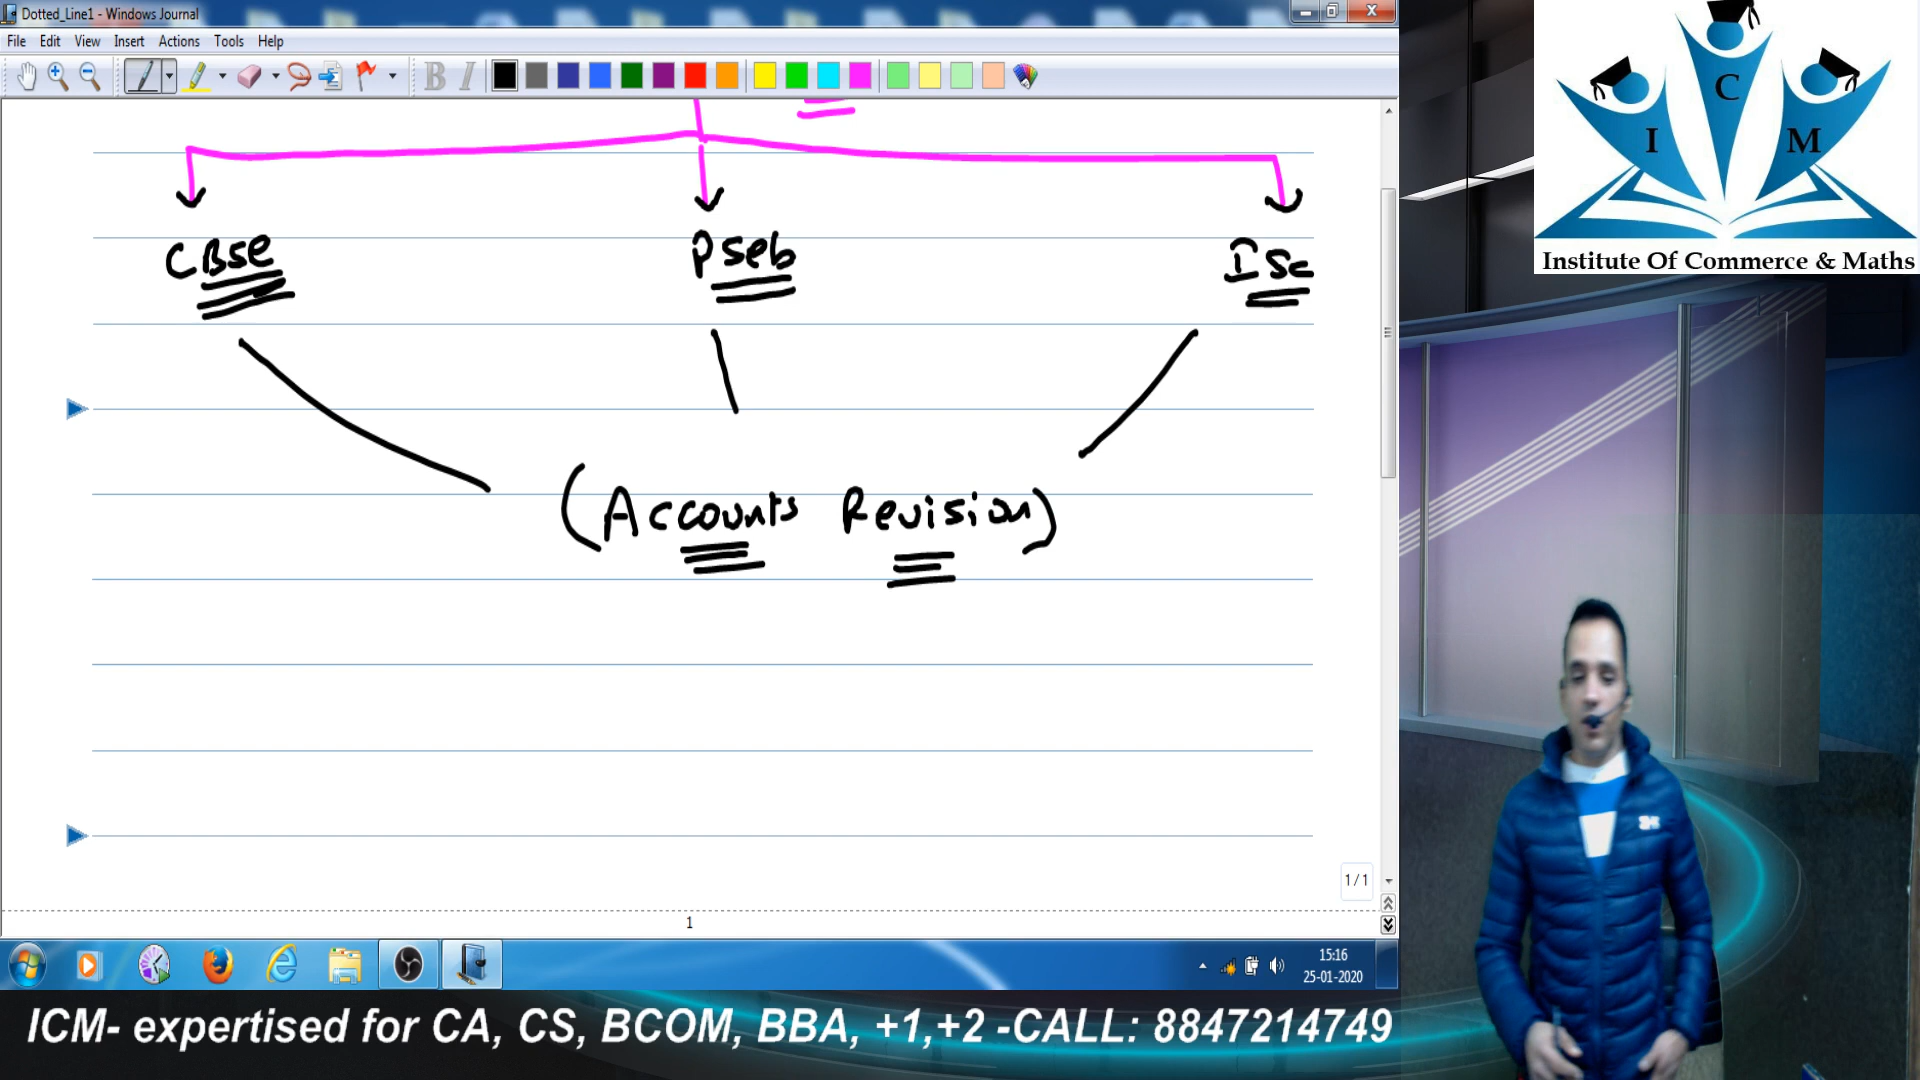 Dotted_Line1 - Windows Journal
File Edit View Insert Actions Tools Help
B I
I C M
Institute Of Commerce & Maths
CBSE Pseb ISc
(Accounts Revision)
1/1
1
15:16
25-01-2020
ICM- expertised for CA, CS, BCOM, BBA, +1,+2 -CALL: 8847214749